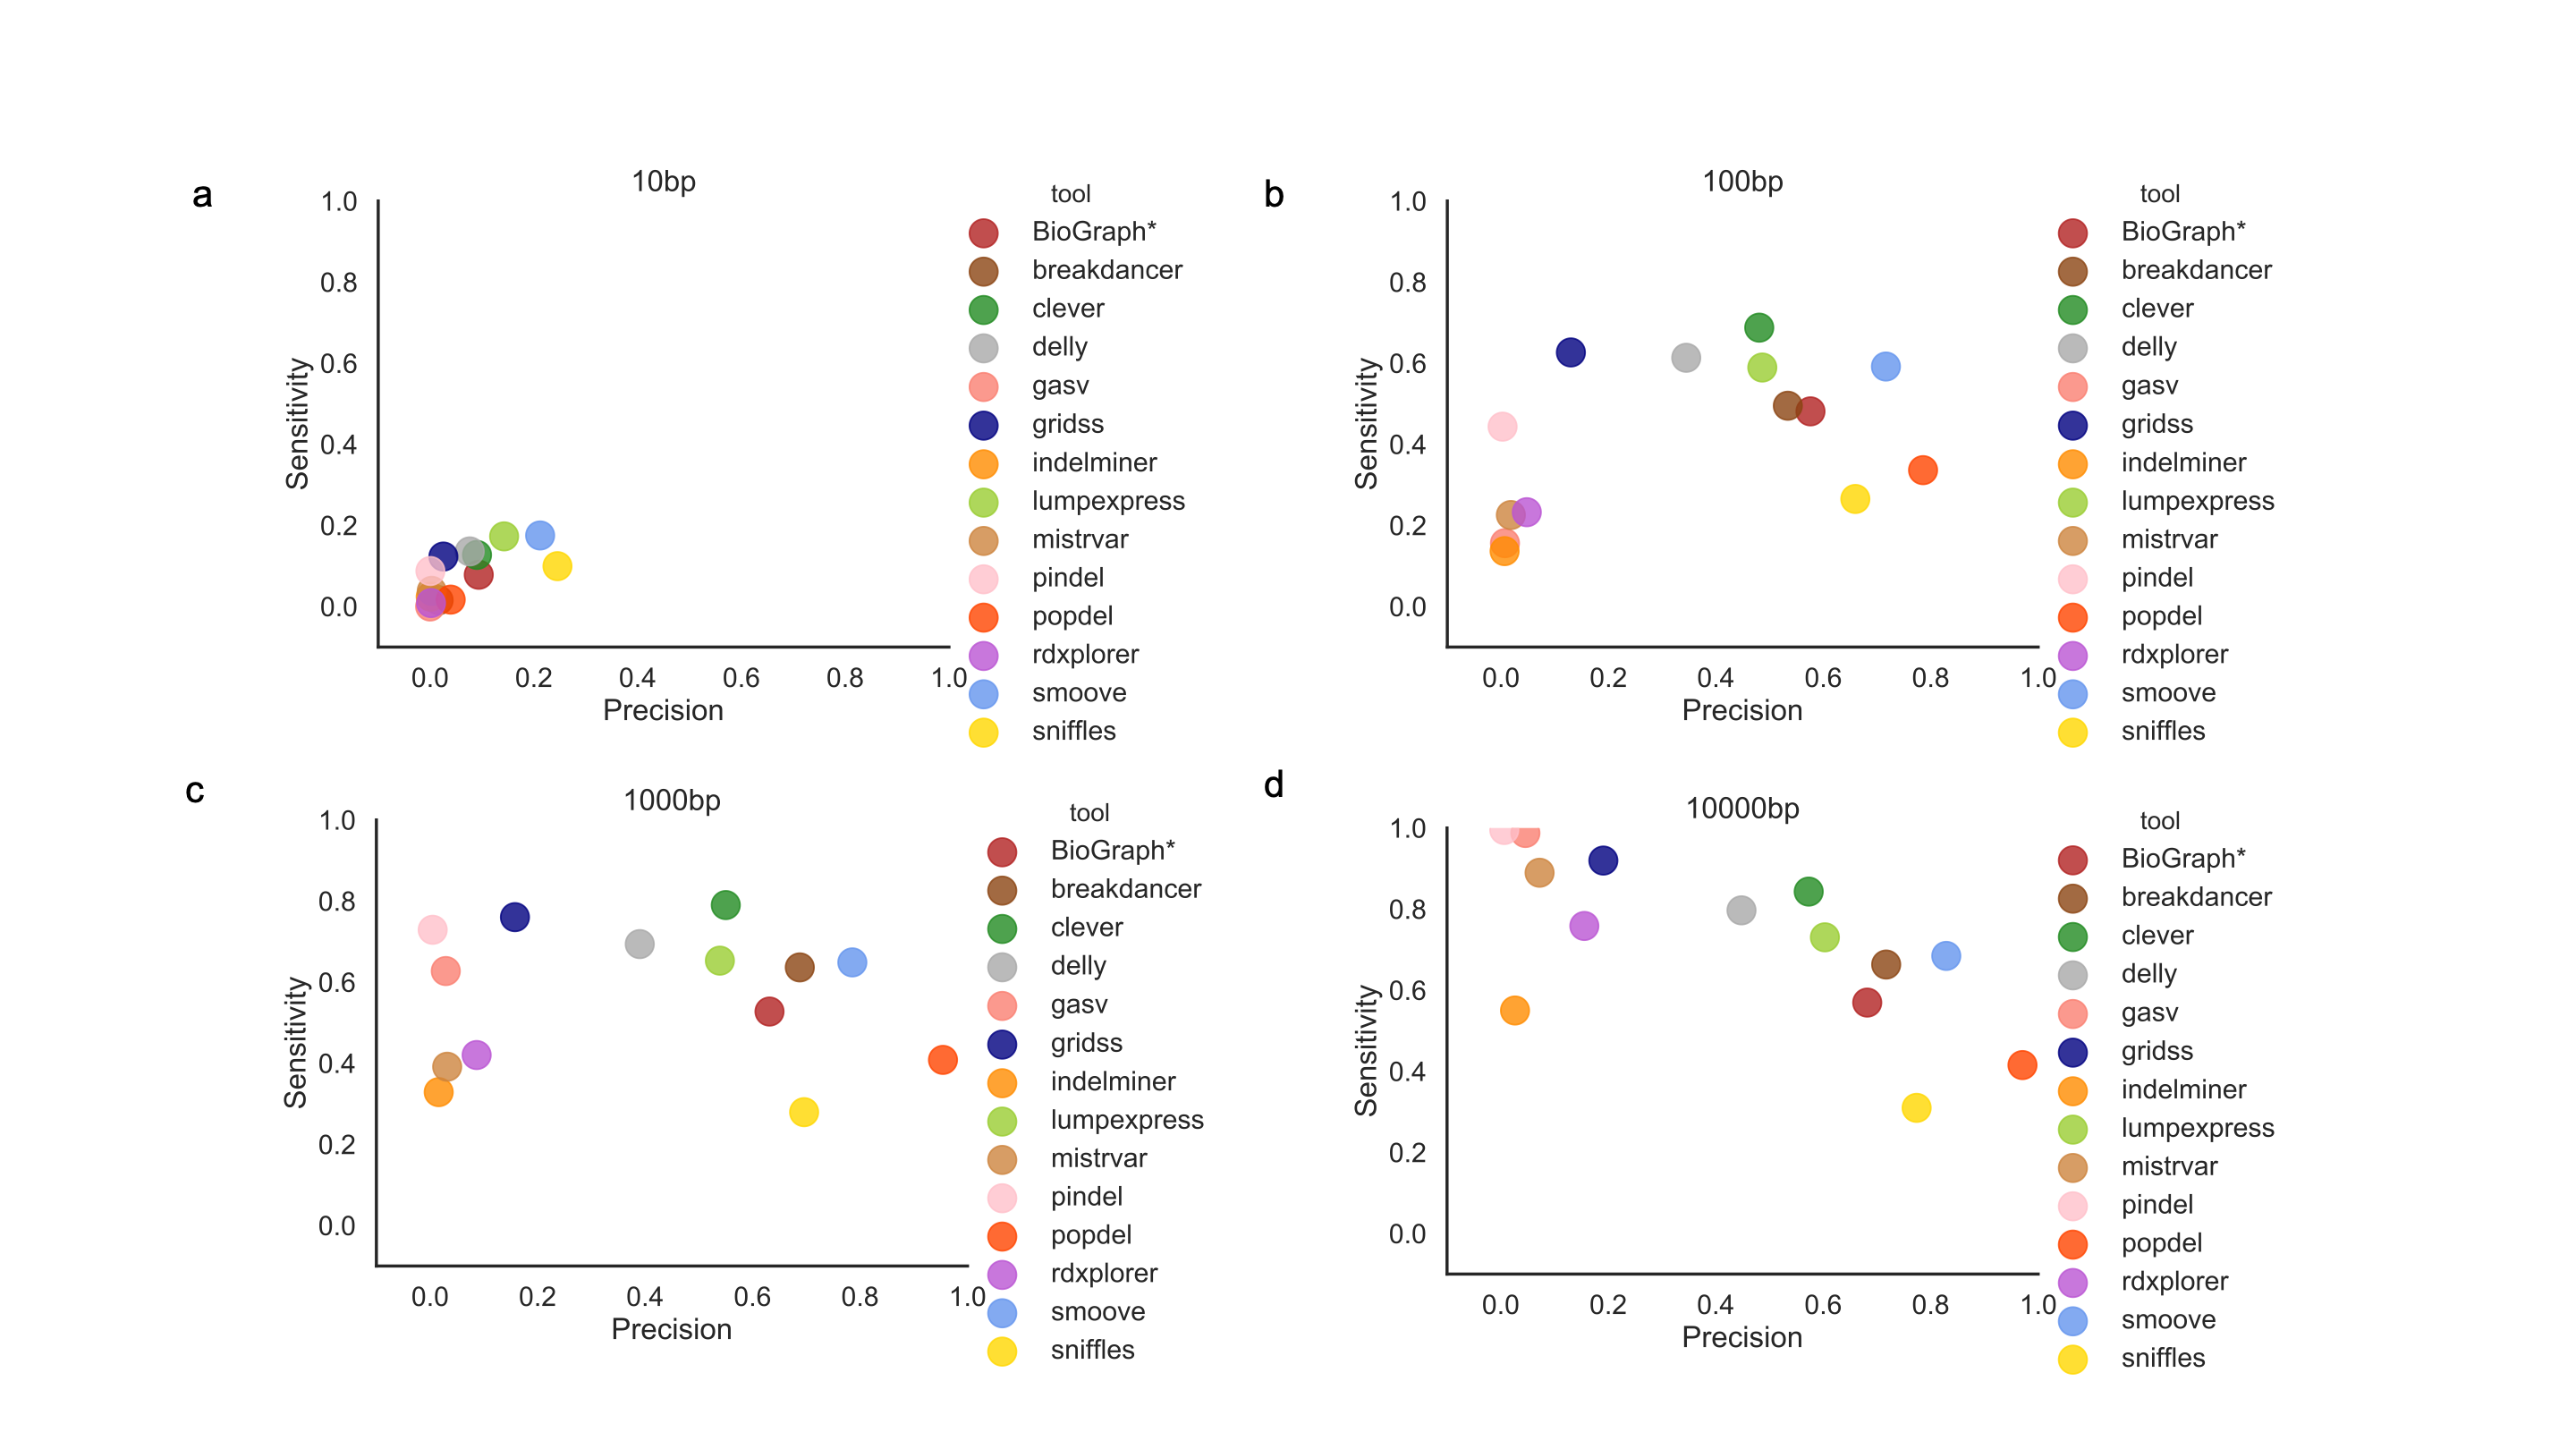 a
10bp
1.0
0.8
0.6
0.4
0.2
0.0
Sensitivity
0.0 0.2 0.4 0.6 0.8 1.0
Precision
tool
BioGraph*
breakdancer
clever
delly
gasv
gridss
indelminer
lumpexpress
mistrvar
pindel
popdel
rdxplorer
smoove
sniffles
b
100bp
1.0
0.8
0.6
0.4
0.2
0.0
Sensitivity
0.0 0.2 0.4 0.6 0.8 1.0
Precision
tool
BioGraph*
breakdancer
clever
delly
gasv
gridss
indelminer
lumpexpress
mistrvar
pindel
popdel
rdxplorer
smoove
sniffles
c
1000bp
1.0
0.8
0.6
0.4
0.2
0.0
Sensitivity
0.0 0.2 0.4 0.6 0.8 1.0
Precision
tool
BioGraph*
breakdancer
clever
delly
gasv
gridss
indelminer
lumpexpress
mistrvar
pindel
popdel
rdxplorer
smoove
sniffles
d
10000bp
1.0
0.8
0.6
0.4
0.2
0.0
Sensitivity
0.0 0.2 0.4 0.6 0.8 1.0
Precision
tool
BioGraph*
breakdancer
clever
delly
gasv
gridss
indelminer
lumpexpress
mistrvar
pindel
popdel
rdxplorer
smoove
sniffles